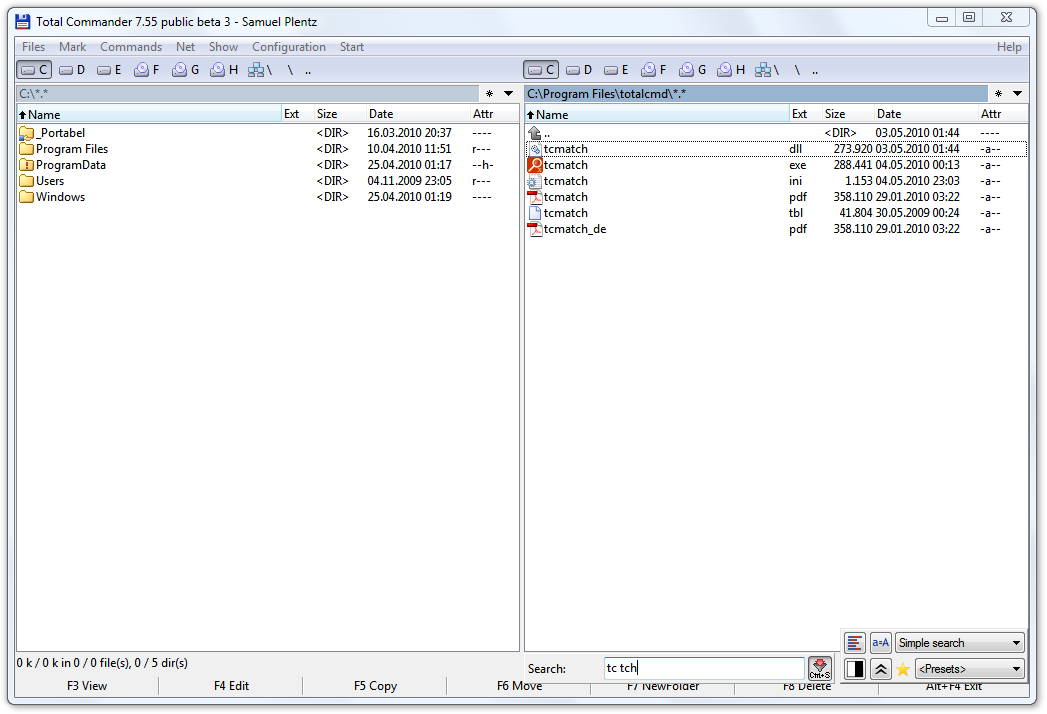 Total Commander 7.55 public beta 3 - Samuel Plentz
Files Mark Commands Net Show Configuration Start Help
C D E F G H \ \ .. C D E F G H \ \ ..
C:\*.* * C:\Program Files\totalcmd\*.* *
Name Ext Size Date Attr Name Ext Size Date Attr
_Portabel <DIR> 16.03.2010 20:37 ---- .. <DIR> 03.05.2010 01:44 ----
Program Files <DIR> 10.04.2010 11:51 r--- tcmatch dll 273.920 03.05.2010 01:44 -a--
ProgramData <DIR> 25.04.2010 01:17 --h- tcmatch exe 288.441 04.05.2010 00:13 -a--
Users <DIR> 04.11.2009 23:05 r--- tcmatch ini 1.153 04.05.2010 23:03 -a--
Windows <DIR> 25.04.2010 01:19 ---- tcmatch pdf 358.110 29.01.2010 03:22 -a--
tcmatch tbl 41.804 30.05.2009 00:24 -a--
tcmatch_de pdf 358.110 29.01.2010 03:22 -a--
a=A Simple search
0 k / 0 k in 0 / 0 file(s), 0 / 5 dir(s) Search: tc tch Ctrl+S <Presets>
F3 View F4 Edit F5 Copy F6 Move F7 NewFolder F8 Delete Alt+F4 Exit